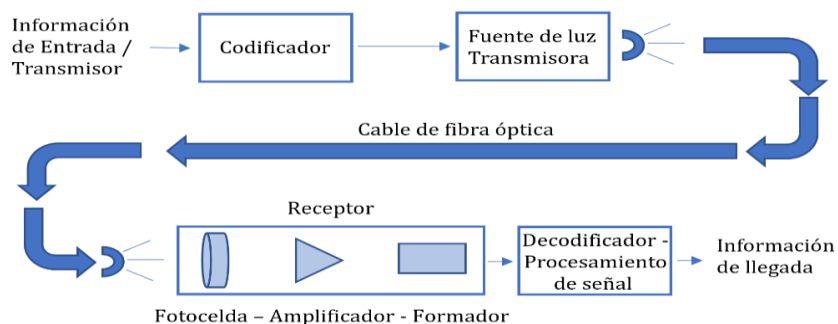 Información
de Entrada /
Transmisor
Codificador
Fuente de luz
Transmisora
Cable de fibra óptica
Receptor
Decodificador -
Procesamiento
de señal
Información
de llegada
Fotocelda – Amplificador - Formador